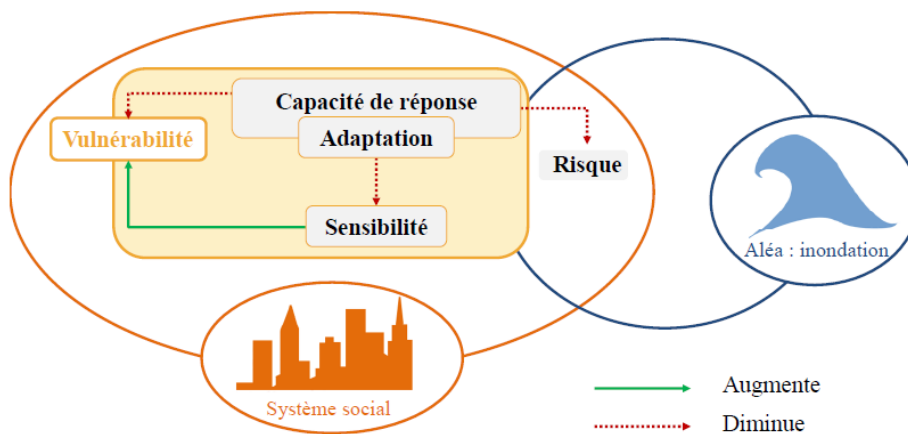 Capacité de réponse
Vulnérabilité
Adaptation
Risque
Sensibilité
Aléa : inondation
Système social
Augmente
Diminue